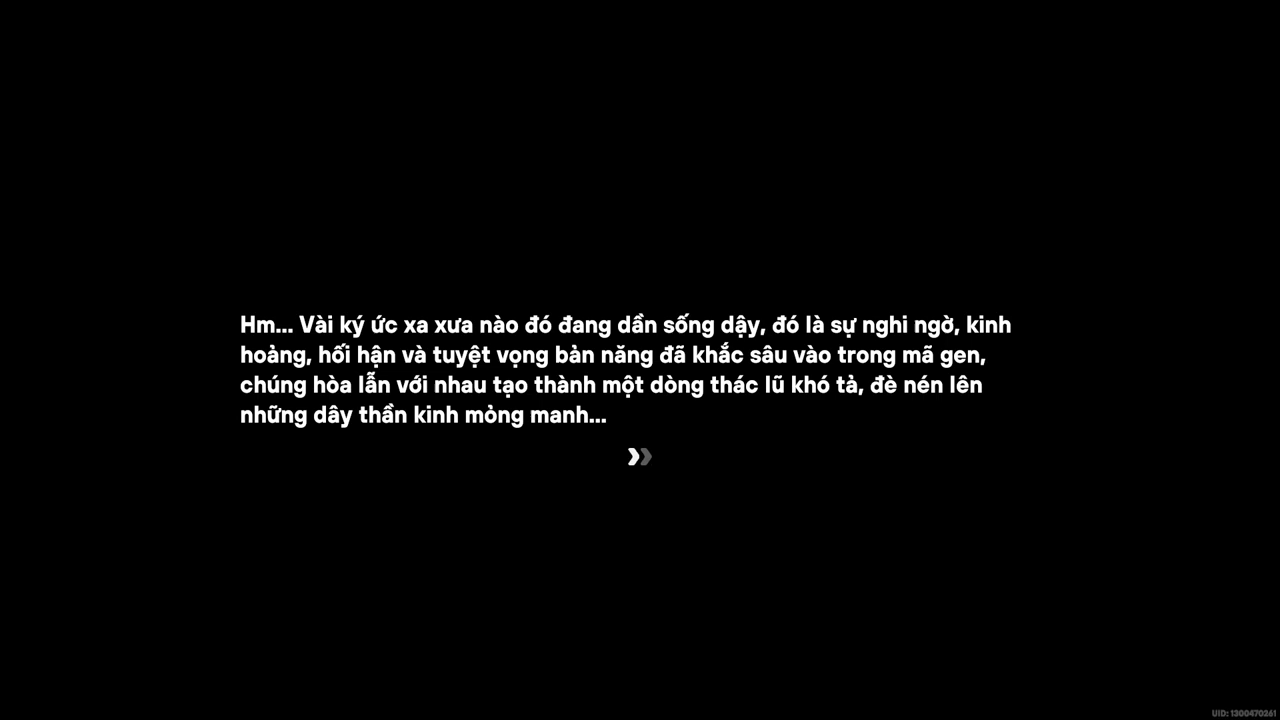 Hm... Vài ký ức xa xưa nào đó đang dần sống dậy, đó là sự nghi ngờ, kinh
hoảng, hối hận và tuyệt vọng bản năng đã khắc sâu vào trong mã gen,
chúng hòa lẫn với nhau tạo thành một dòng thác lũ khó tả, đè nén lên
những dây thần kinh mỏng manh...
UID: 1300470261